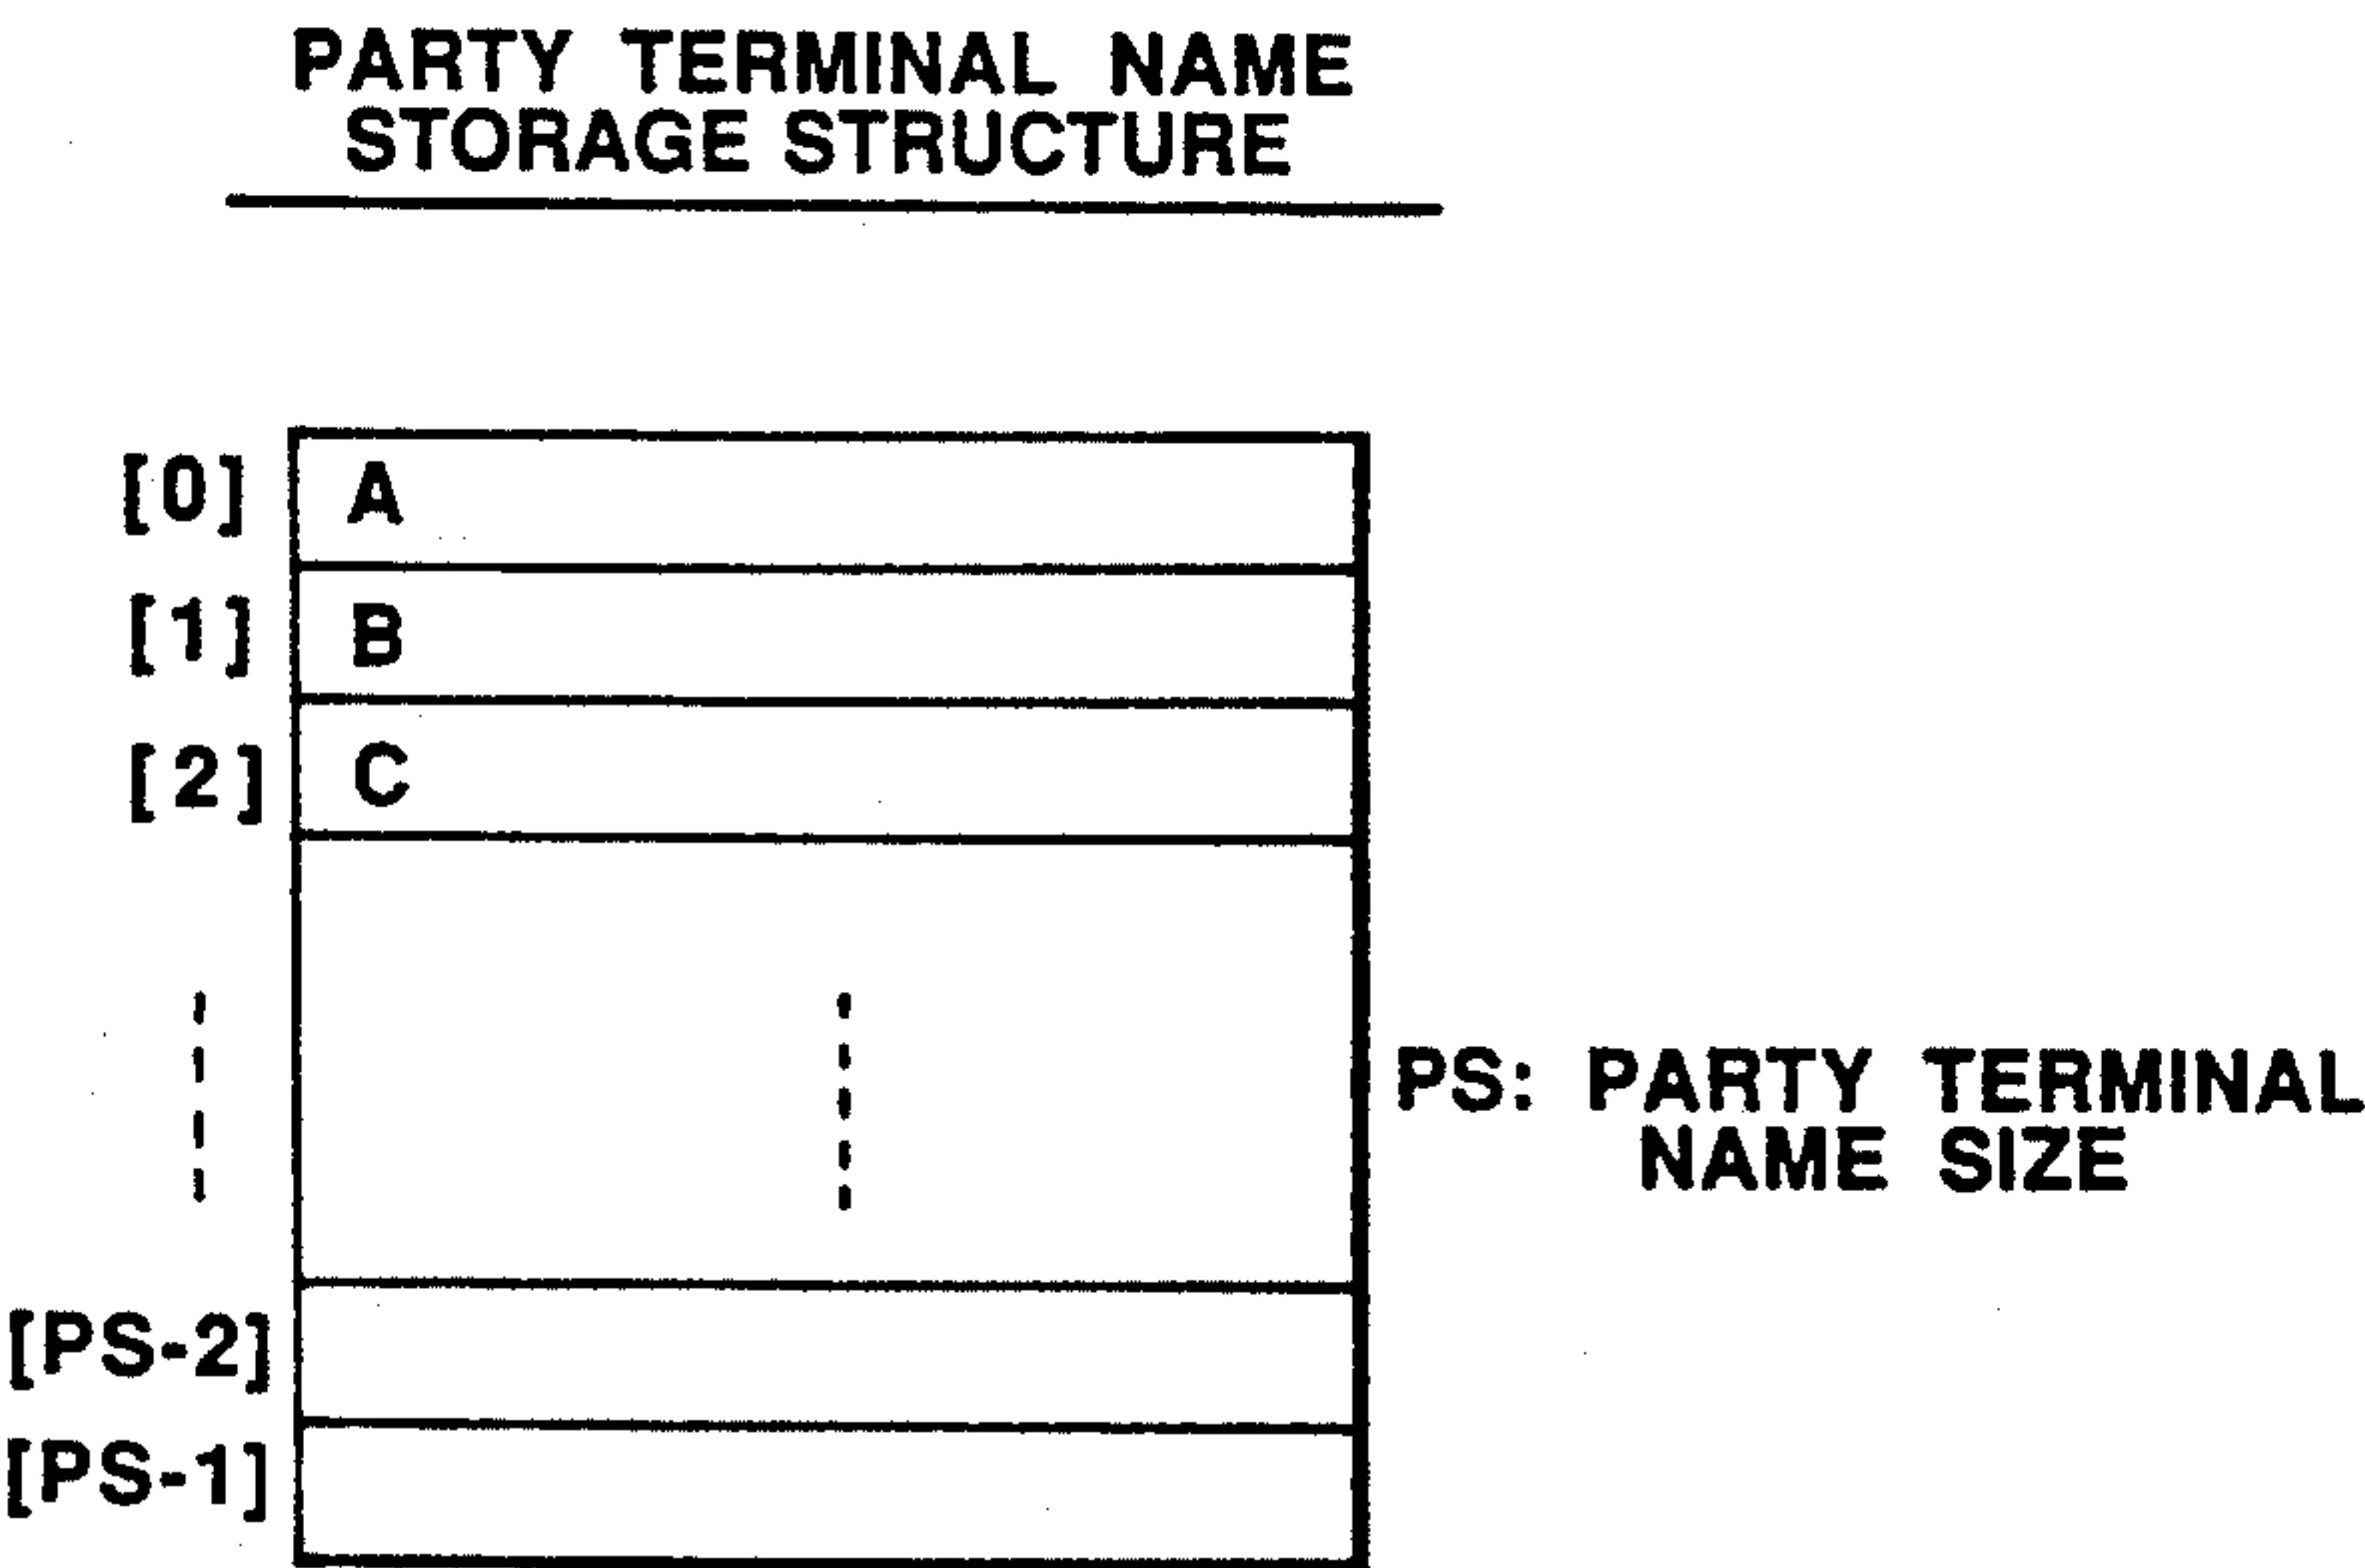 PARTY TERMINAL NAME
STORAGE STRUCTURE
[0] A
[1] B
[2] C
PS: PARTY TERMINAL
NAME SIZE
[PS-2]
[PS-1]